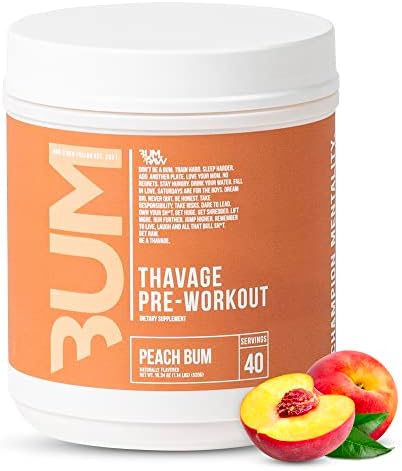 BUM
BUM
RAW
DON'T BE A BUM. TRAIN HARD. SLEEP HARDER.
ADD ANOTHER PLATE. LOVE YOUR MOM. NO
REGRETS. STAY HUNGRY. DRINK YOUR WATER. FALL
IN LOVE, SATURDAYS ARE FOR THE BOYS. DREAM
BIG. NEVER QUIT. BE HONEST. TAKE
RESPONSIBILITY. TAKE RISKS. DARE TO LEAD.
OWN YOUR SH*T. GET HUGE. GET SHREDDED. LIFT
MORE. RUN FURTHER. JUMP HIGHER. REMEMBER
TO LIVE, LAUGH AND ALL THAT BULL SH*T.
GET RAW.
BE A THAVAGE.
THAVAGE
PRE-WORKOUT
DIETARY SUPPLEMENT
PEACH BUM
NATURALLY FLAVORED
SERVINGS
40
CHAMPION MENTALITY